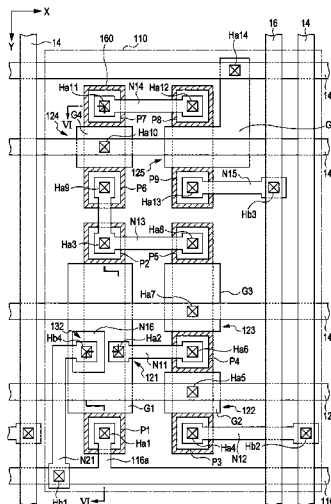 X
Y
14
160
110
16
14
Ha14
Ha11
N14
Ha12
14
G4
VI
P7
P8
Ha10
124
125
14
P9
N15
Ha9
P6
Ha13
Hb3
N13
Ha8
Ha3
P2
P5
Ha7
G3
14
132
N16
123
Hb4
Ha2
Ha6
P4
N11
121
Ha5
12
G1
G2
122
P1
Ha1
Ha4
Hb2
N21
116a
P3
N12
Hb1
VI